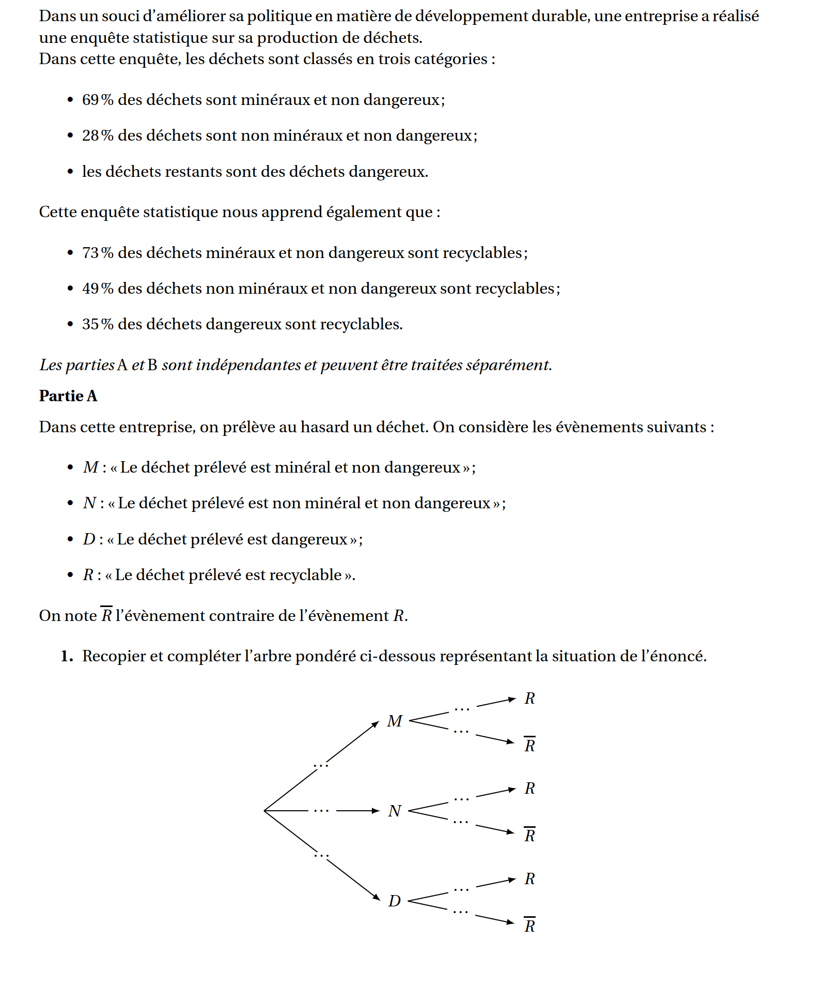 Dans un souci d’améliorer sa politique en matière de développement durable, une entreprise a réalisé
une enquête statistique sur sa production de déchets.
Dans cette enquête, les déchets sont classés en trois catégories :
• 69 % des déchets sont minéraux et non dangereux ;
• 28 % des déchets sont non minéraux et non dangereux ;
• les déchets restants sont des déchets dangereux.
Cette enquête statistique nous apprend également que :
• 73 % des déchets minéraux et non dangereux sont recyclables ;
• 49 % des déchets non minéraux et non dangereux sont recyclables ;
• 35 % des déchets dangereux sont recyclables.
Les parties A et B sont indépendantes et peuvent être traitées séparément.
Partie A
Dans cette entreprise, on prélève au hasard un déchet. On considère les évènements suivants :
• M : « Le déchet prélevé est minéral et non dangereux » ;
• N : « Le déchet prélevé est non minéral et non dangereux » ;
• D : « Le déchet prélevé est dangereux » ;
• R : « Le déchet prélevé est recyclable ».
On note R̅ l’évènement contraire de l’évènement R.
1. Recopier et compléter l’arbre pondéré ci-dessous représentant la situation de l’énoncé.
... R
M
... R̅
...
... R
... N
... R̅
...
... R
D
... R̅